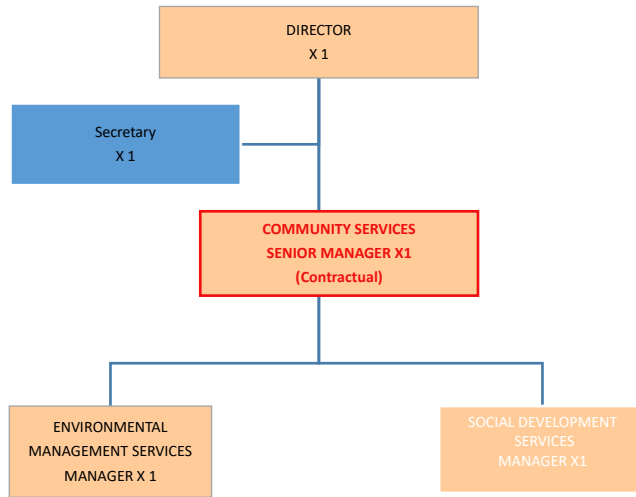 DIRECTOR
X 1
Secretary
X 1
COMMUNITY SERVICES
SENIOR MANAGER X1
(Contractual)
ENVIRONMENTAL
MANAGEMENT SERVICES
MANAGER X 1
SOCIAL DEVELOPMENT
SERVICES
MANAGER X1